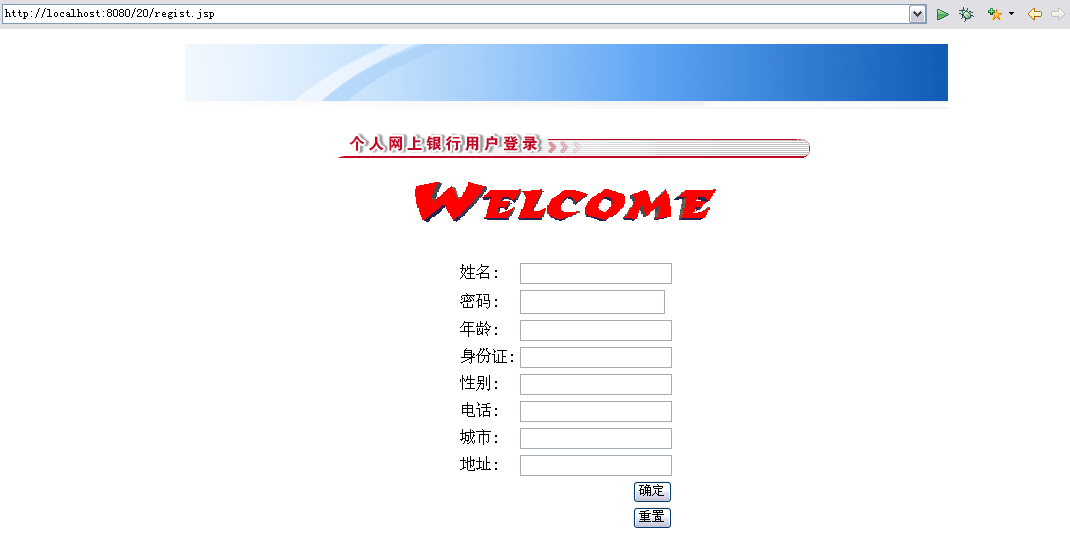 http://localhost:8080/20/regist.jsp
个人网上银行用户登录
WELCOME
姓名:
密码:
年龄:
身份证:
性别:
电话:
城市:
地址:
确定
重置